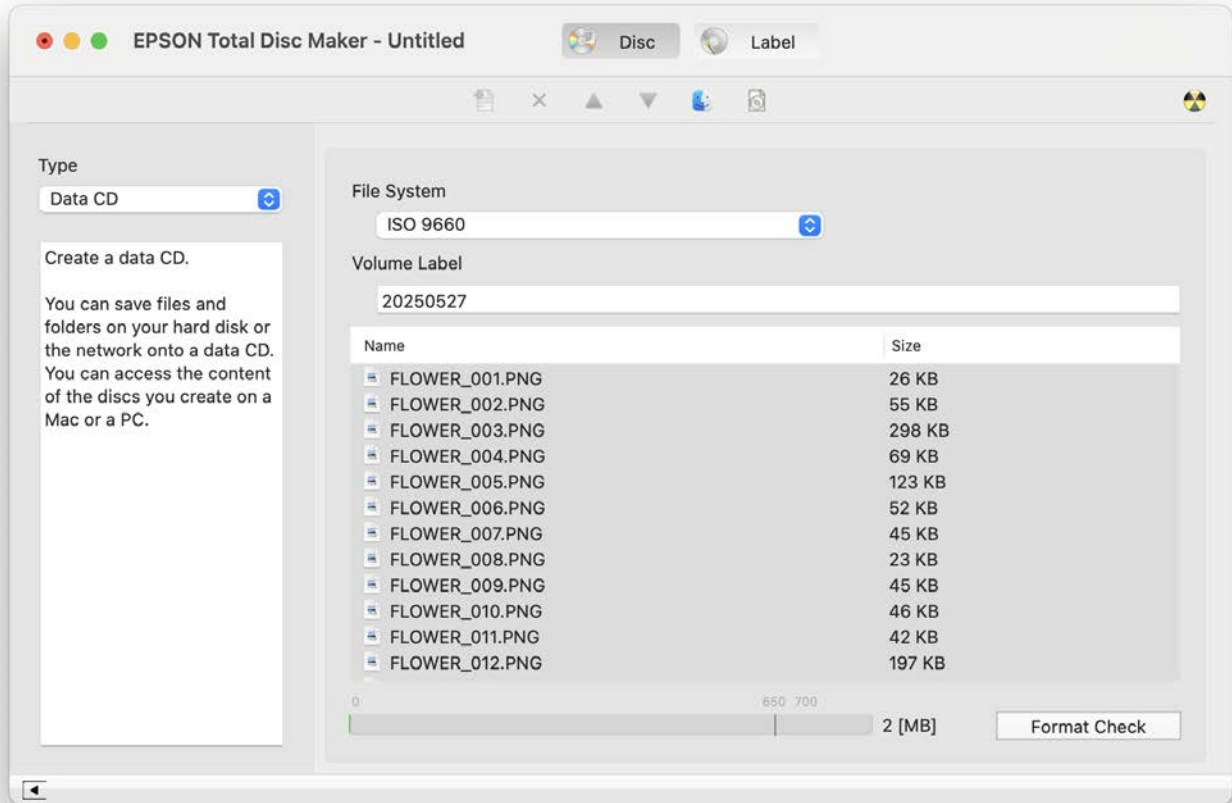 EPSON Total Disc Maker - Untitled
Disc
Label
Type
Data CD
Create a data CD.
You can save files and
folders on your hard disk or
the network onto a data CD.
You can access the content
of the discs you create on a
Mac or a PC.
File System
ISO 9660
Volume Label
20250527
Name Size
FLOWER_001.PNG 26 KB
FLOWER_002.PNG 55 KB
FLOWER_003.PNG 298 KB
FLOWER_004.PNG 69 KB
FLOWER_005.PNG 123 KB
FLOWER_006.PNG 52 KB
FLOWER_007.PNG 45 KB
FLOWER_008.PNG 23 KB
FLOWER_009.PNG 45 KB
FLOWER_010.PNG 46 KB
FLOWER_011.PNG 42 KB
FLOWER_012.PNG 197 KB
0 650 700
2 [MB]
Format Check